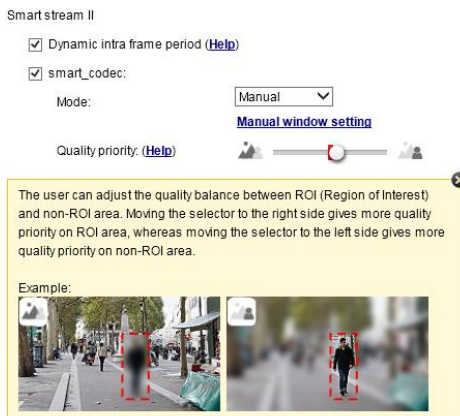 Smart stream II
Dynamic intra frame period (Help)
smart_codec:
Mode: Manual
Manual window setting
Quality priority: (Help)
The user can adjust the quality balance between ROI (Region of Interest)
and non-ROI area. Moving the selector to the right side gives more quality
priority on ROI area, whereas moving the selector to the left side gives more
quality priority on non-ROI area.
Example: